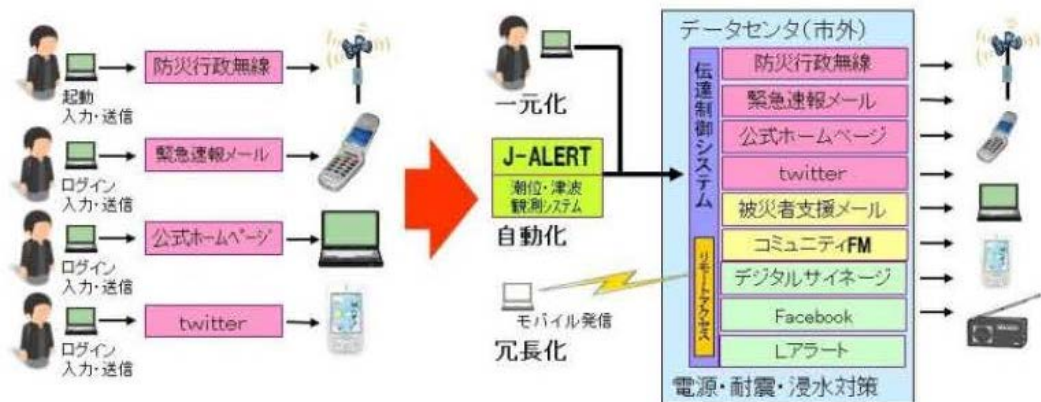 防災行政無線
起動
入力・送信
緊急速報メール
ログイン
入力・送信
公式ホームページ
ログイン
入力・送信
twitter
ログイン
入力・送信
一元化
J-ALERT
潮位・津波
観測システム
自動化
モバイル発信
冗長化
データセンタ(市外)
伝達制御システム
リモートアクセス
防災行政無線
緊急速報メール
公式ホームページ
twitter
被災者支援メール
コミュニティFM
デジタルサイネージ
Facebook
Lアラート
電源・耐震・浸水対策